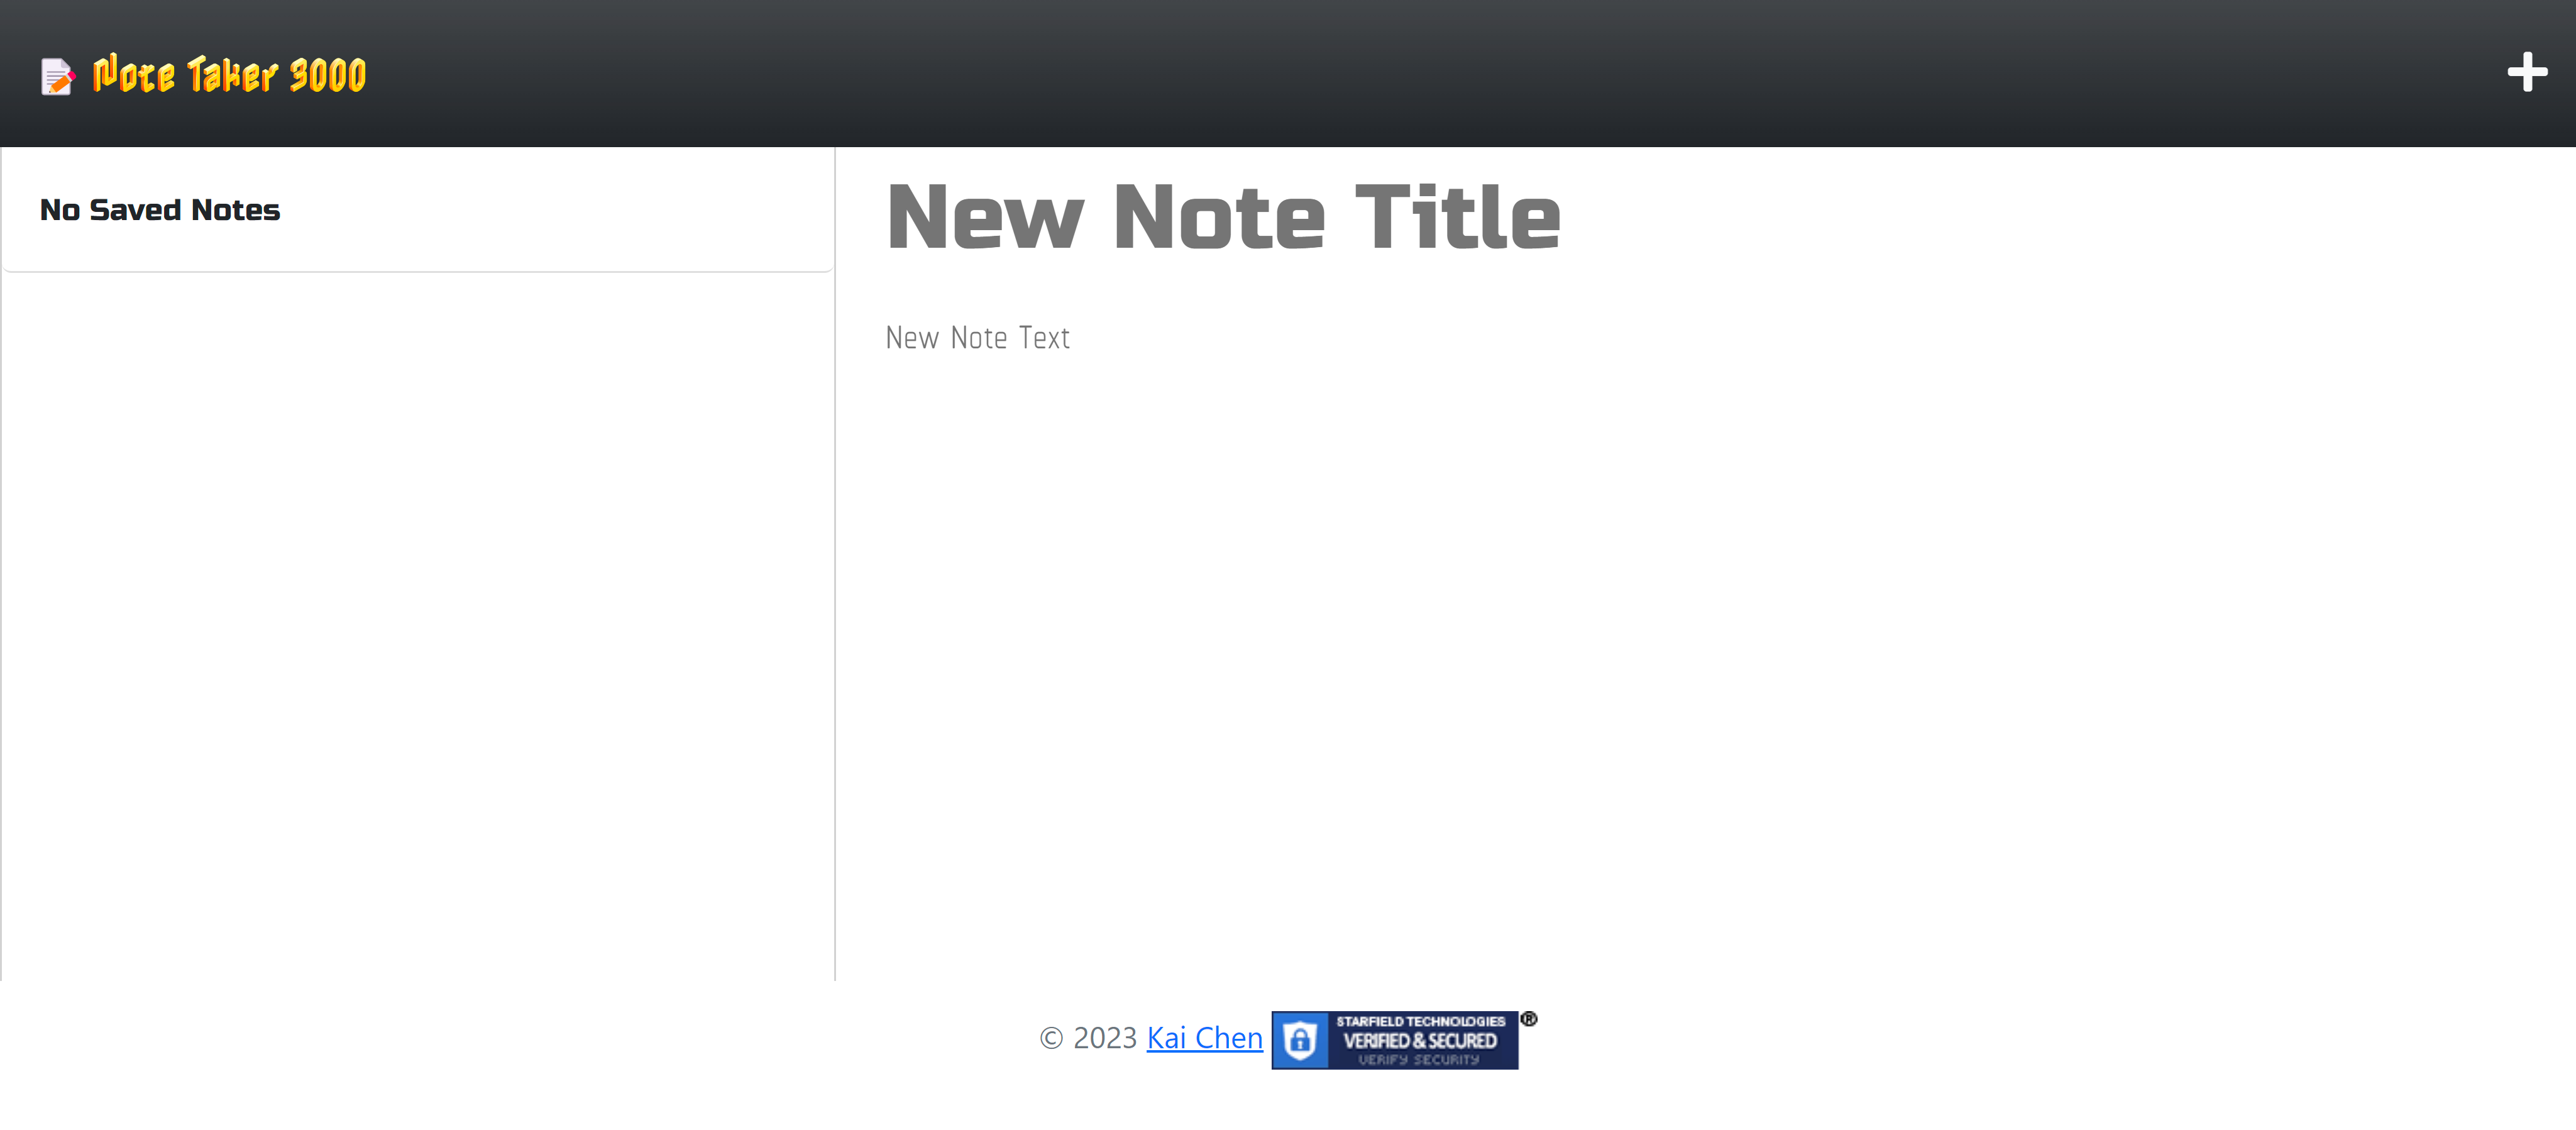 Note Taker 3000
No Saved Notes
New Note Title
New Note Text
© 2023 Kai Chen
STARFIELD TECHNOLOGIES ®
VERIFIED & SECURED
VERIFY SECURITY